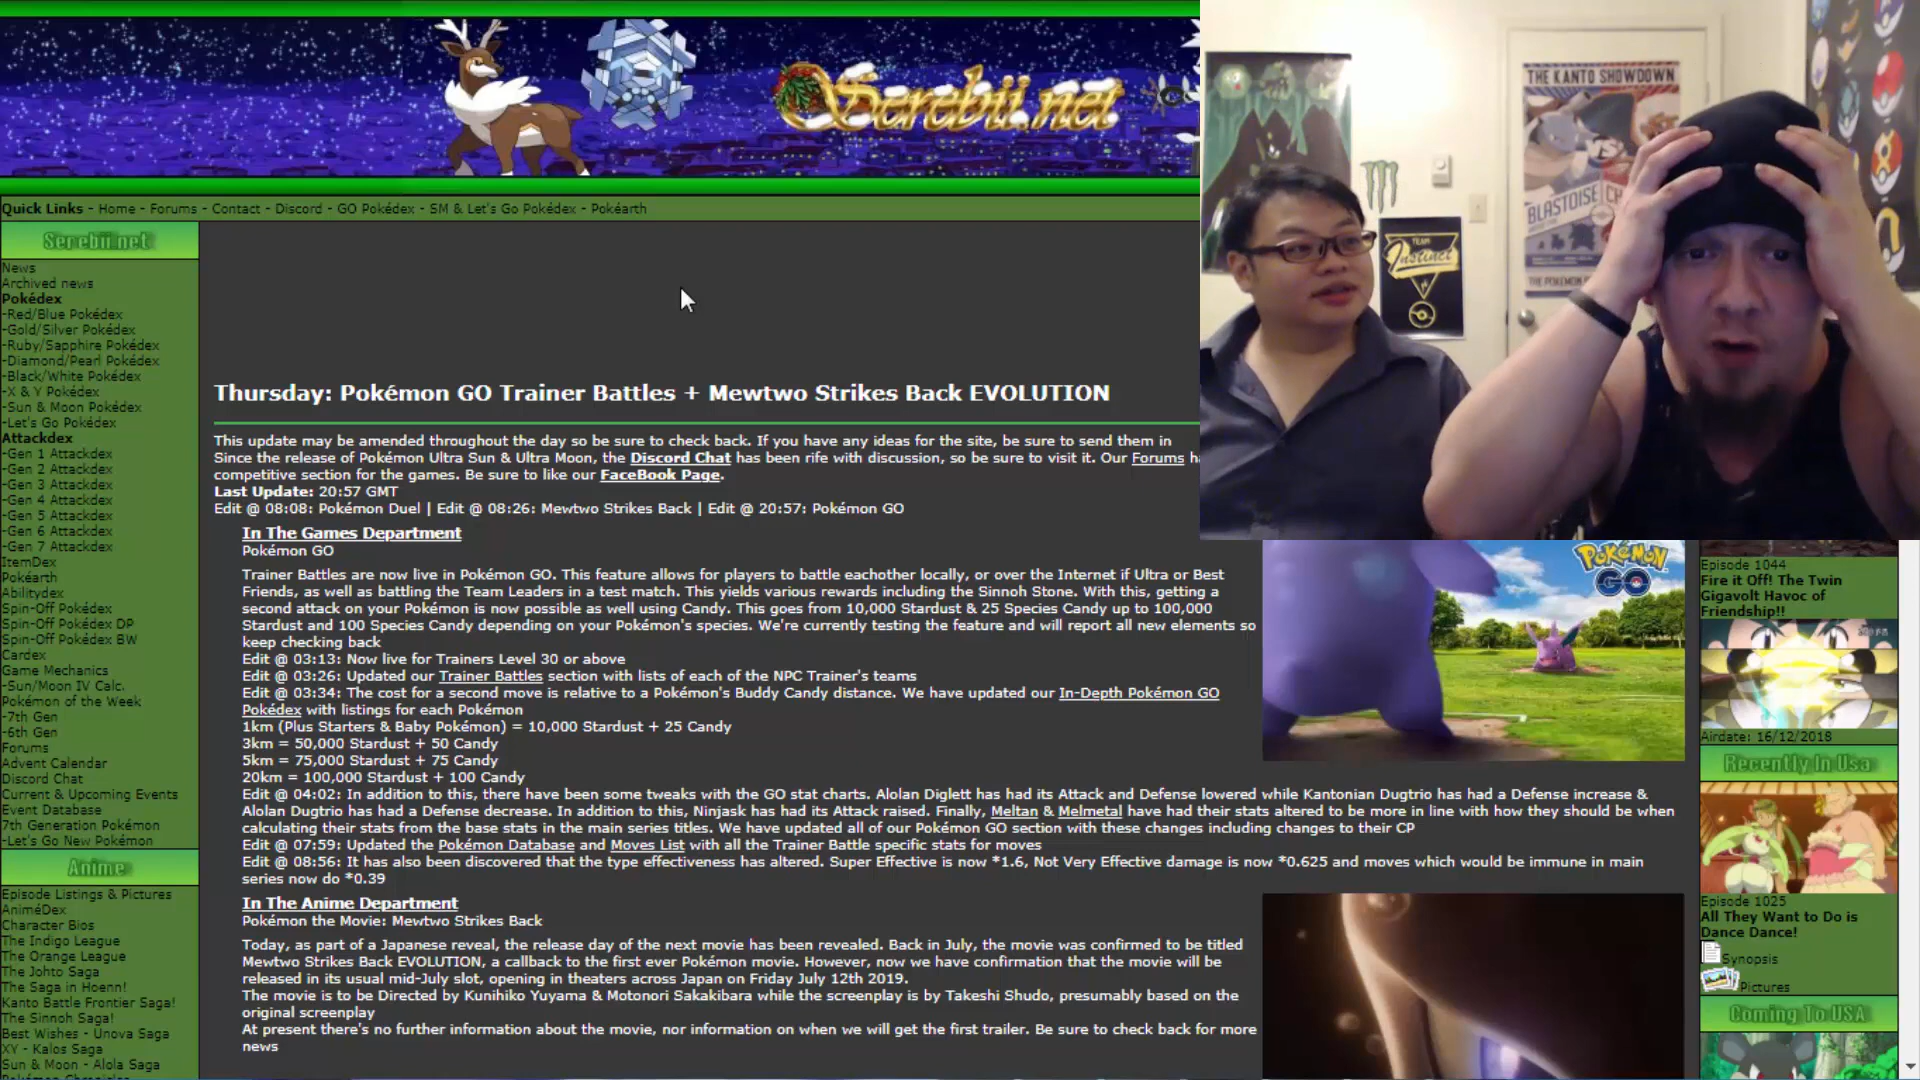 Serebii.net
Quick Links - Home - Forums - Contact - Discord - GO Pokédex - SM & Let's Go Pokédex - Pokéarth
Serebii.net
News
Archived news
Pokédex
-Red/Blue Pokédex
-Gold/Silver Pokédex
-Ruby/Sapphire Pokédex
-Diamond/Pearl Pokédex
-Black/White Pokédex
-X & Y Pokédex
-Sun & Moon Pokédex
-Let's Go Pokédex
Attackdex
-Gen 1 Attackdex
-Gen 2 Attackdex
-Gen 3 Attackdex
-Gen 4 Attackdex
-Gen 5 Attackdex
-Gen 6 Attackdex
-Gen 7 Attackdex
ItemDex
Pokéarth
Abilitydex
Spin-Off Pokédex
Spin-Off Pokédex DP
Spin-Off Pokédex BW
Cardex
Game Mechanics
-Sun/Moon IV Calc.
Pokémon of the Week
-7th Gen
-6th Gen
Forums
Advent Calendar
Discord Chat
Current & Upcoming Events
Event Database
7th Generation Pokémon
-Let's Go New Pokémon
Anime
Episode Listings & Pictures
AniméDex
Character Bios
The Indigo League
The Orange League
The Johto Saga
The Saga in Hoenn!
Kanto Battle Frontier Saga!
The Sinnoh Saga!
Best Wishes - Unova Saga
XY - Kalos Saga
Sun & Moon - Alola Saga
Pokémon Chronicles
Thursday: Pokémon GO Trainer Battles + Mewtwo Strikes Back EVOLUTION
This update may be amended throughout the day so be sure to check back. If you have any ideas for the site, be sure to send them in
Since the release of Pokémon Ultra Sun & Ultra Moon, the Discord Chat has been rife with discussion, so be sure to visit it. Our Forums
competitive section for the games. Be sure to like our FaceBook Page.
Last Update: 20:57 GMT
Edit @ 08:08: Pokémon Duel | Edit @ 08:26: Mewtwo Strikes Back | Edit @ 20:57: Pokémon GO
In The Games Department
Pokémon GO
Trainer Battles are now live in Pokémon GO. This feature allows for players to battle eachother locally, or over the Internet if Ultra or Best
Friends, as well as battling the Team Leaders in a test match. This yields various rewards including the Sinnoh Stone. With this, getting a
second attack on your Pokémon is now possible as well using Candy. This goes from 10,000 Stardust & 25 Species Candy up to 100,000
Stardust and 100 Species Candy depending on your Pokémon's species. We're currently testing the feature and will report all new elements so
keep checking back
Edit @ 03:13: Now live for Trainers Level 30 or above
Edit @ 03:26: Updated our Trainer Battles section with lists of each of the NPC Trainer's teams
Edit @ 03:34: The cost for a second move is relative to a Pokémon's Buddy Candy distance. We have updated our In-Depth Pokémon GO
Pokédex with listings for each Pokémon
1km (Plus Starters & Baby Pokémon) = 10,000 Stardust + 25 Candy
3km = 50,000 Stardust + 50 Candy
5km = 75,000 Stardust + 75 Candy
20km = 100,000 Stardust + 100 Candy
Edit @ 04:02: In addition to this, there have been some tweaks with the GO stat charts. Alolan Diglett has had its Attack and Defense lowered while Kantonian Dugtrio has had a Defense increase &
Alolan Dugtrio has had a Defense decrease. In addition to this, Ninjask has had its Attack raised. Finally, Meltan & Melmetal have had their stats altered to be more in line with how they should be when
calculating their stats from the base stats in the main series titles. We have updated all of our Pokémon GO section with these changes including changes to their CP
Edit @ 07:59: Updated the Pokémon Database and Moves List with all the Trainer Battle specific stats for moves
Edit @ 08:56: It has also been discovered that the type effectiveness has altered. Super Effective is now *1.6, Not Very Effective damage is now *0.625 and moves which would be immune in main
series now do *0.39
In The Anime Department
Pokémon the Movie: Mewtwo Strikes Back
Today, as part of a Japanese reveal, the release day of the next movie has been revealed. Back in July, the movie was confirmed to be titled
Mewtwo Strikes Back EVOLUTION, a callback to the first ever Pokémon movie. However, now we have confirmation that the movie will be
released in its usual mid-July slot, opening in theaters across Japan on Friday July 12th 2019.
The movie is to be Directed by Kunihiko Yuyama & Motonori Sakakibara while the screenplay is by Takeshi Shudo, presumably based on the
original screenplay
At present there's no further information about the movie, nor information on when we will get the first trailer. Be sure to check back for more
news
THE KANTO SHOWDOWN
VS
BLASTOISE
TEAM
Instinct
POKÉMON
GO
Episode 1044
Fire it Off! The Twin
Gigavolt Havoc of
Friendship!!
Airdate: 16/12/2018
Recently In Usa
Episode 1025
All They Want to Do is
Dance Dance!
Synopsis
Pictures
Coming To USA